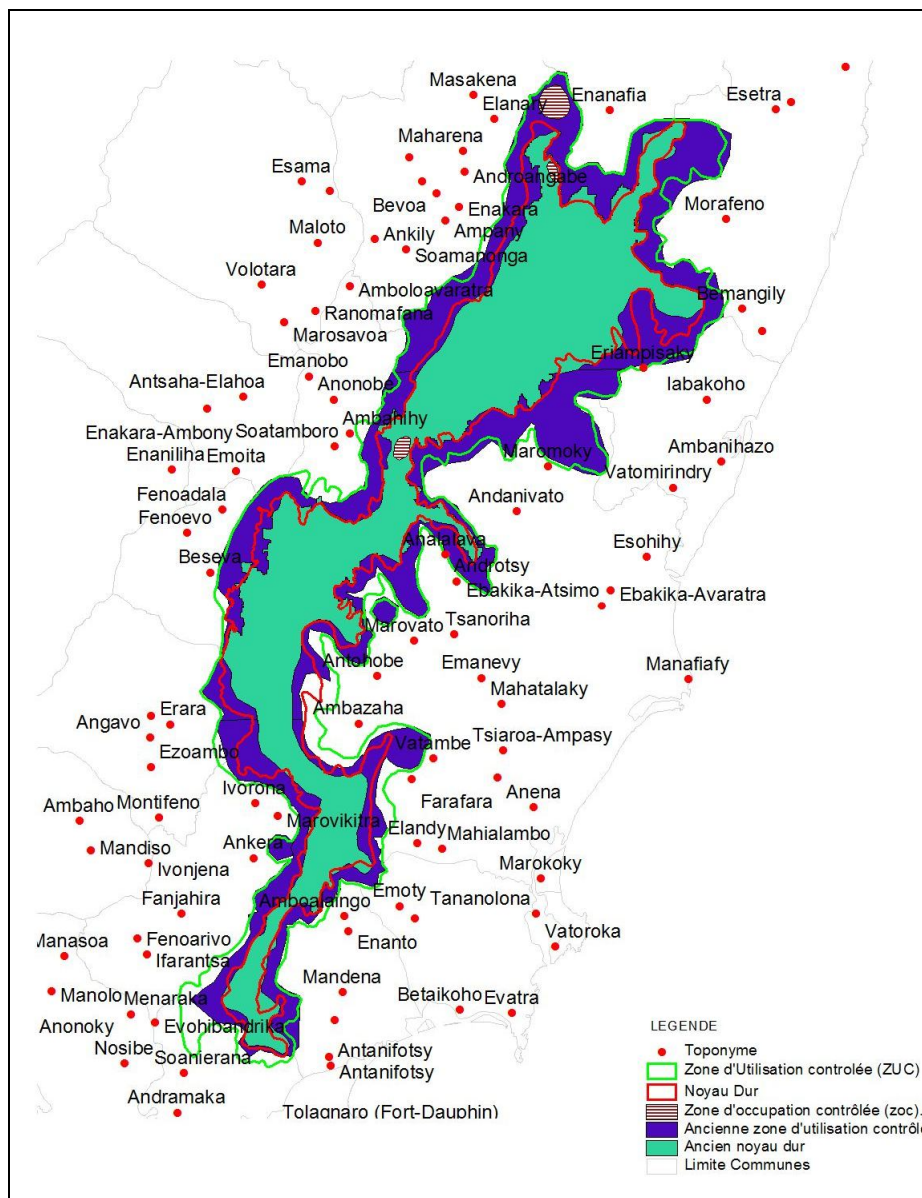 Masakena
Elanary
Enanafia
Esetra
Maharena
Esama
Androangabe
Bevoa
Enakara
Morafeno
Maloto
Ankily
Ampany
Soamanonga
Volotara
Amboloavaratra
Bemangily
Ranomafana
Marosavoa
Eriampisaky
Emanobo
Antsaha-Elahoa
Anonobe
Iabakoho
Ambahihy
Enakara-Ambony
Soatamboro
Enaniliha
Emoita
Maromoky
Ambanihazo
Vatomirindry
Fenoadala
Andanivato
Fenoevo
Analalava
Esohihy
Beseva
Androtsy
Ebakika-Atsimo
Ebakika-Avaratra
Marovato
Tsanoriha
Antohobe
Emanevy
Manafiafy
Mahatalaky
Erara
Angavo
Ambazaha
Tsiaroa-Ampasy
Ezoambo
Vatambe
Ivorona
Farafara
Anena
Ambaho
Montifeno
Marovikitra
Elandy
Mahialambo
Mandiso
Ankera
Ivonjena
Marokoky
Fanjahira
Amboalaingo
Emoty
Tananolona
Manasoa
Fenoarivo
Enanto
Vatoroka
Ifarantsa
Mandena
Manolo
Menaraka
Betaikoho
Evatra
Anonoky
Evohibandrika
Nosibe
Soanierana
Antanifotsy
Antanifotsy
Andramaka
Tolagnaro (Fort-Dauphin)
LEGENDE
Toponyme
Zone d'Utilisation controlée (ZUC)
Noyau Dur
Zone d'occupation contrôlée (zoc).
Ancienne zone d'utilisation contrôlé
Ancien noyau dur
Limite Communes